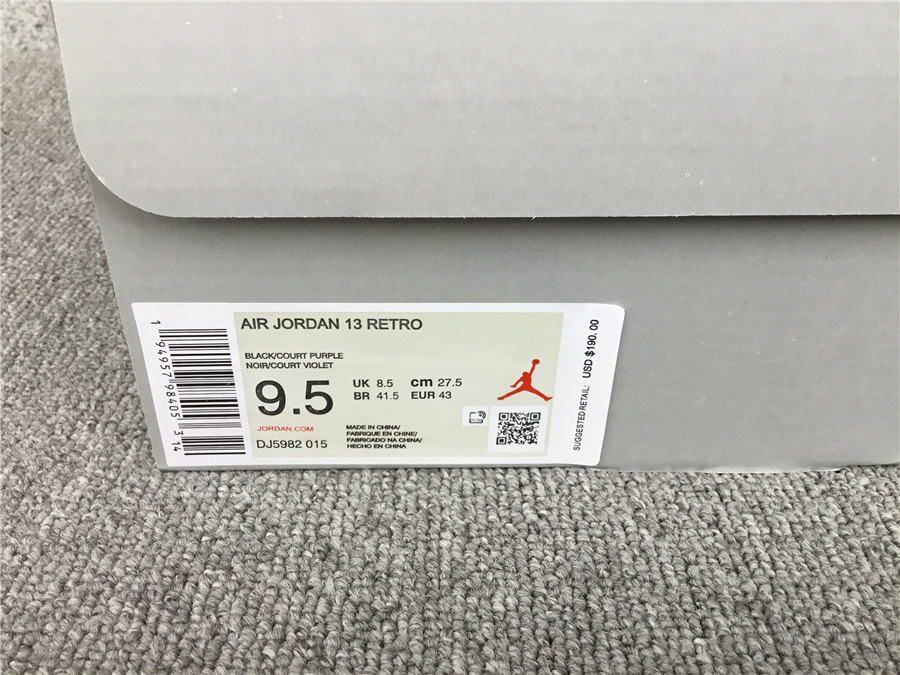 AIR JORDAN 13 RETRO
BLACK/COURT PURPLE
NOIR/COURT VIOLET
9.5
UK 8.5 cm 27.5
BR 41.5 EUR 43
JORDAN.COM
DJ5982 015
MADE IN CHINA/
FABRIQUE EN CHINE/
FABRICADO NA CHINA/
HECHO EN CHINA
1 94957 98405 3 14
SUGGESTED RETAIL: USD $190.00